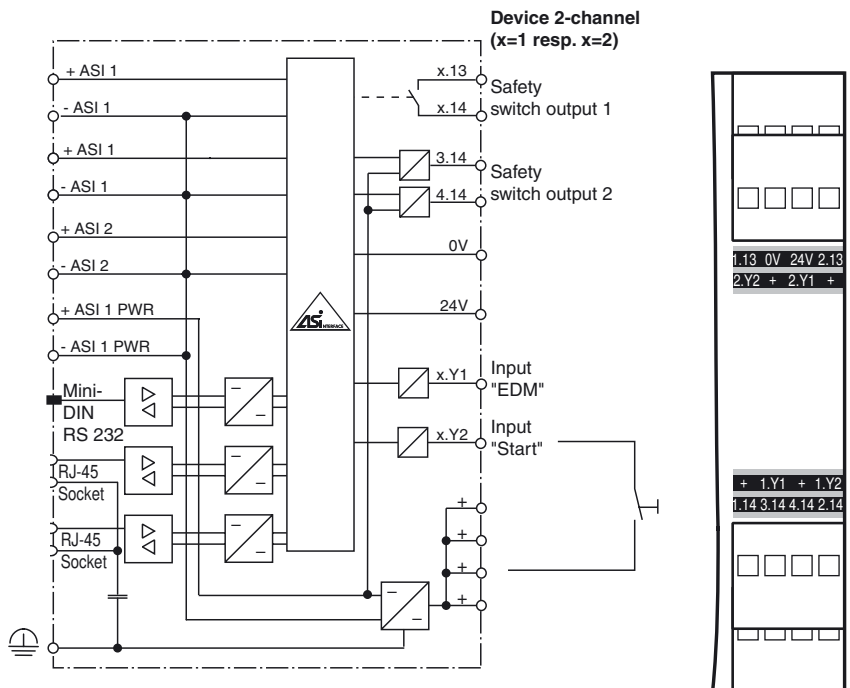 Device 2-channel
(x=1 resp. x=2)
+ ASI 1
- ASI 1
+ ASI 1
- ASI 1
+ ASI 2
- ASI 2
+ ASI 1 PWR
- ASI 1 PWR
Mini-
DIN
RS 232
RJ-45
Socket
RJ-45
Socket
ASi
INTERFACE
x.13
x.14
Safety
switch output 1
3.14
4.14
Safety
switch output 2
0V
24V
x.Y1
Input
"EDM"
x.Y2
Input
"Start"
+
+
+
+
1.13 0V 24V 2.13
2.Y2 + 2.Y1 +
+ 1.Y1 + 1.Y2
1.14 3.14 4.14 2.14